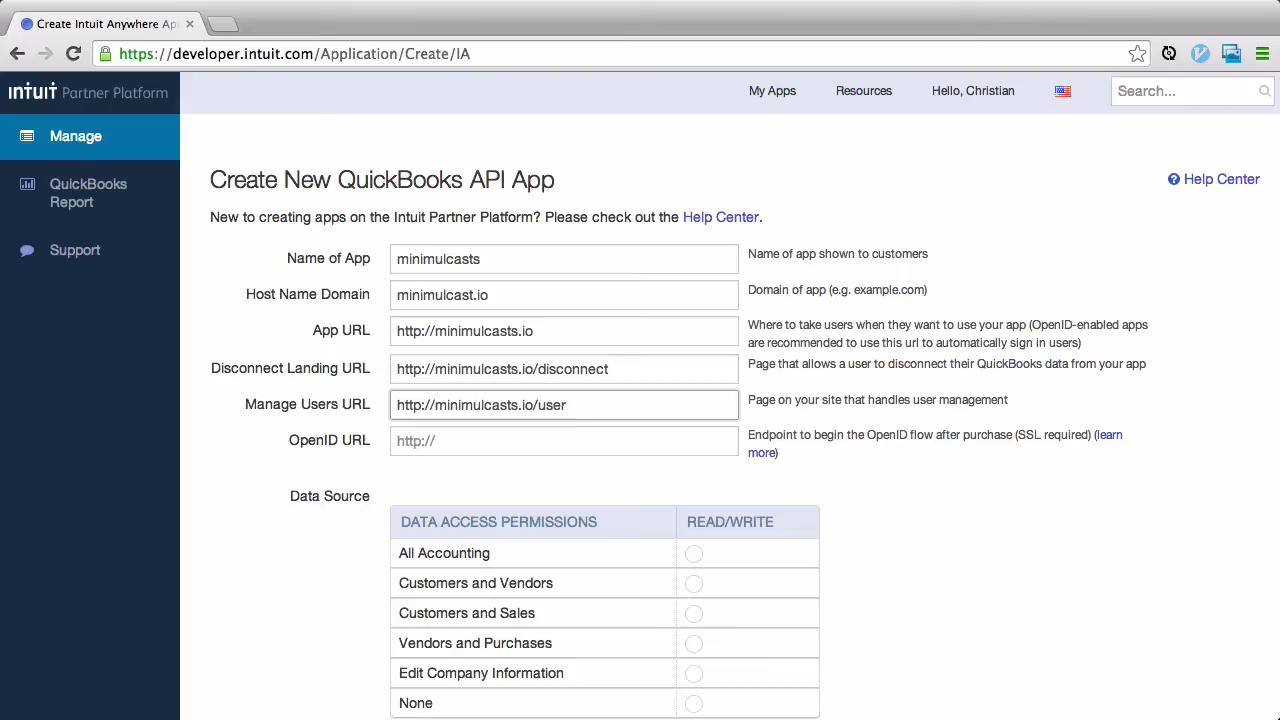 Create Intuit Anywhere Ap
https://developer.intuit.com/Application/Create/IA
intuit Partner Platform
My Apps
Resources
Hello, Christian
Search...
Manage
QuickBooks
Report
Support
Create New QuickBooks API App
Help Center
New to creating apps on the Intuit Partner Platform? Please check out the Help Center.
Name of App
minimulcasts
Name of app shown to customers
Host Name Domain
minimulcast.io
Domain of app (e.g. example.com)
App URL
http://minimulcasts.io
Where to take users when they want to use your app (OpenID-enabled apps
are recommended to use this url to automatically sign in users)
Disconnect Landing URL
http://minimulcasts.io/disconnect
Page that allows a user to disconnect their QuickBooks data from your app
Manage Users URL
http://minimulcasts.io/user
Page on your site that handles user management
OpenID URL
http://
Endpoint to begin the OpenID flow after purchase (SSL required) (learn
more)
Data Source
DATA ACCESS PERMISSIONS
READ/WRITE
All Accounting
Customers and Vendors
Customers and Sales
Vendors and Purchases
Edit Company Information
None